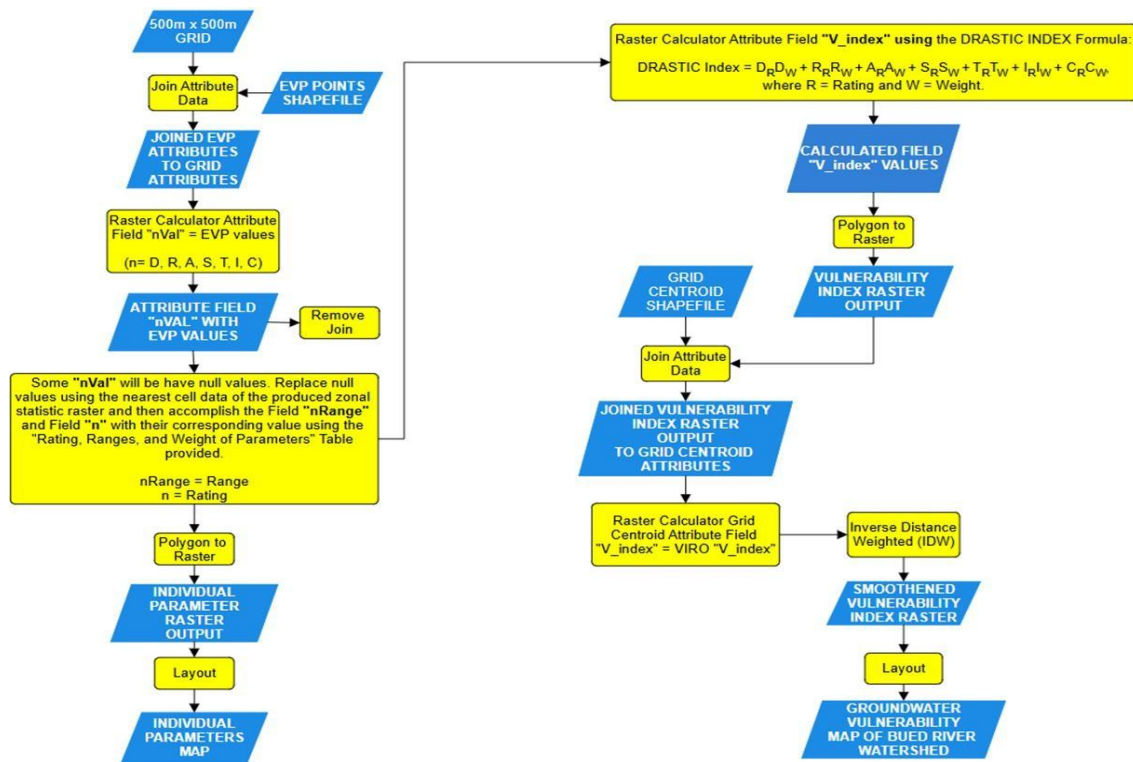 500m x 500m
GRID
Join Attribute
Data
EVP POINTS
SHAPEFILE
JOINED EVP
ATTRIBUTES
TO GRID
ATTRIBUTES
Raster Calculator Attribute
Field "nVal" = EVP values
(n= D, R, A, S, T, I, C)
ATTRIBUTE FIELD
"nVAL" WITH
EVP VALUES
Remove
Join
Some "nVal" will be have null values. Replace null
values using the nearest cell data of the produced zonal
statistic raster and then accomplish the Field "nRange"
and Field "n" with their corresponding value using the
"Rating, Ranges, and Weight of Parameters" Table
provided.
nRange = Range
n = Rating
Polygon to
Raster
INDIVIDUAL
PARAMETER
RASTER
OUTPUT
Layout
INDIVIDUAL
PARAMETERS
MAP
Raster Calculator Attribute Field "V_index" using the DRASTIC INDEX Formula:
DRASTIC Index = D_RD_W + R_RR_W + A_RA_W + S_RS_W + T_RT_W + I_RI_W + C_RC_W,
where R = Rating and W = Weight.
CALCULATED FIELD
"V_index" VALUES
Polygon to
Raster
VULNERABILITY
INDEX RASTER
OUTPUT
GRID
CENTROID
SHAPEFILE
Join Attribute
Data
JOINED VULNERABILITY
INDEX RASTER
OUTPUT
TO GRID CENTROID
ATTRIBUTES
Raster Calculator Grid
Centroid Attribute Field
"V_index" = VIRO "V_index"
Inverse Distance
Weighted (IDW)
SMOOTHENED
VULNERABILITY
INDEX RASTER
Layout
GROUNDWATER
VULNERABILITY
MAP OF BUED RIVER
WATERSHED